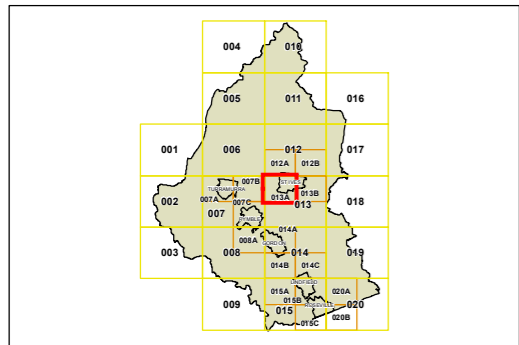 004 010
005 011 016
001 006 012 017
012A 012B
007B ST IVES
TURRAMURRA
002 007A 007C 013A 013B 018
007 013
PYMBLE
014A
008A GORDON
003 008 014 019
014B 014C
LINDFIELD
015A 020A
009 015B ROSEVILLE 020
015 020B
015C